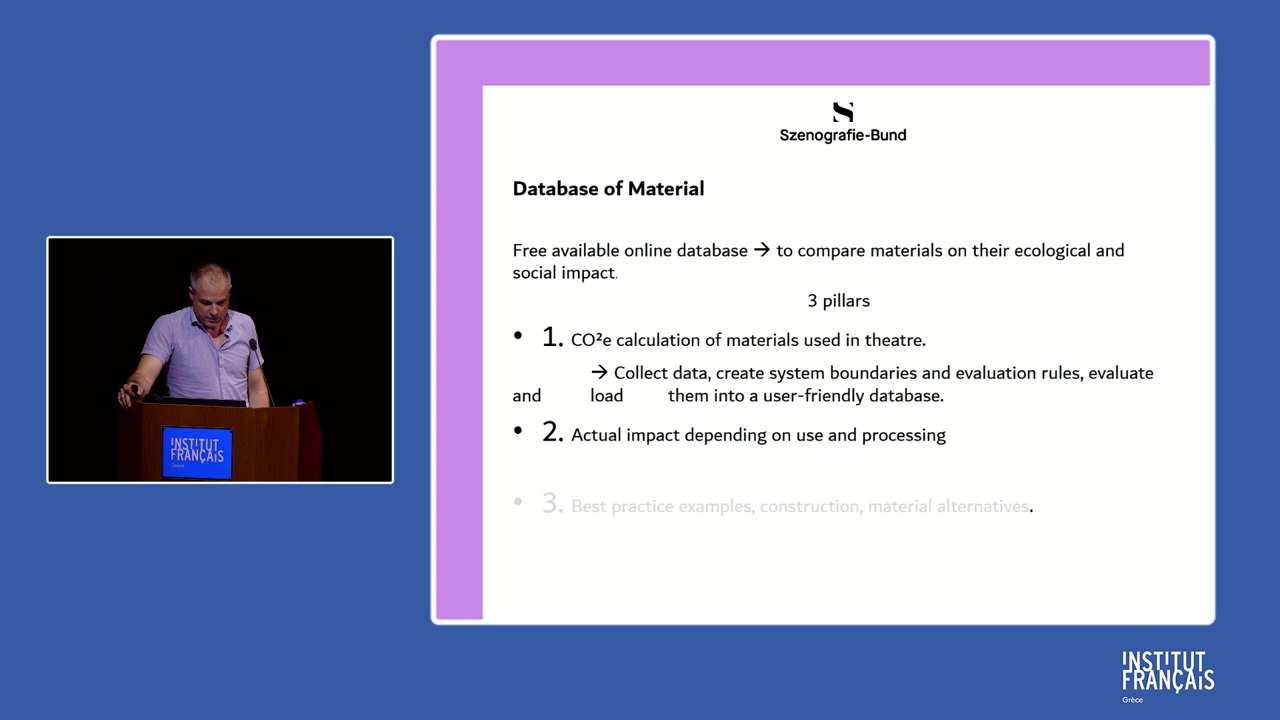 Szenografie-Bund
Database of Material
Free available online database → to compare materials on their ecological and
social impact.
3 pillars
• 1. CO²e calculation of materials used in theatre.
→ Collect data, create system boundaries and evaluation rules, evaluate
and load them into a user-friendly database.
• 2. Actual impact depending on use and processing
• 3. Best practice examples, construction, material alternatives.
INSTITUT
FRANÇAIS
Grèce
INSTITUT
FRANÇAIS
Grèce